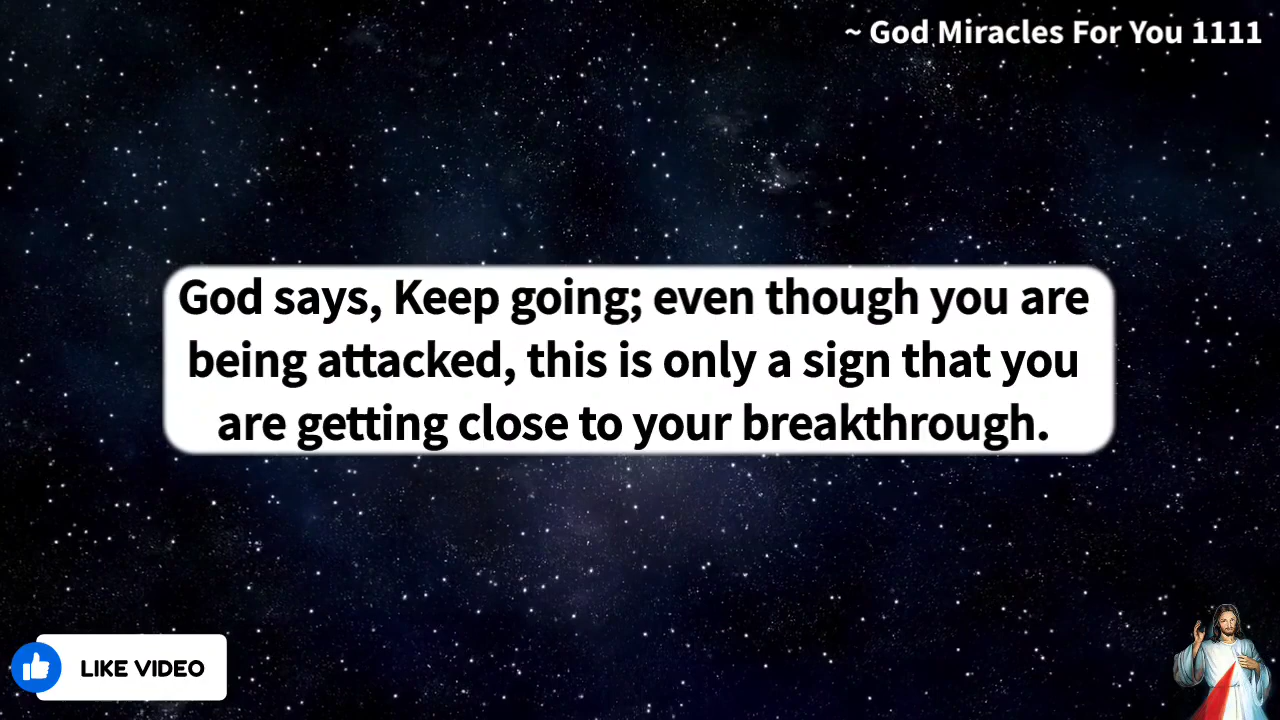 ~ God Miracles For You 1111
God says, Keep going; even though you are
being attacked, this is only a sign that you
are getting close to your breakthrough.
LIKE VIDEO